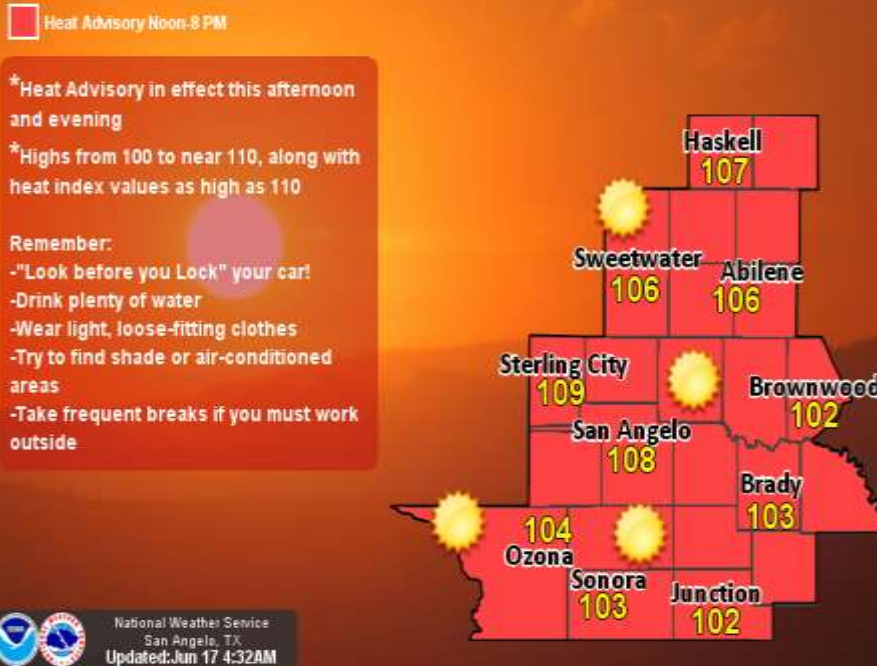 Heat Advisory Noon-8 PM
*Heat Advisory in effect this afternoon
and evening
*Highs from 100 to near 110, along with
heat index values as high as 110
Remember:
-"Look before you Lock" your car!
-Drink plenty of water
-Wear light, loose-fitting clothes
-Try to find shade or air-conditioned
areas
-Take frequent breaks if you must work
outside
Haskell
107
Sweetwater
106
Abilene
106
Sterling City
109
Brownwood
102
San Angelo
108
Brady
103
104
Ozona
Sonora
103
Junction
102
National Weather Service
San Angelo, TX
Updated:Jun 17 4:32AM